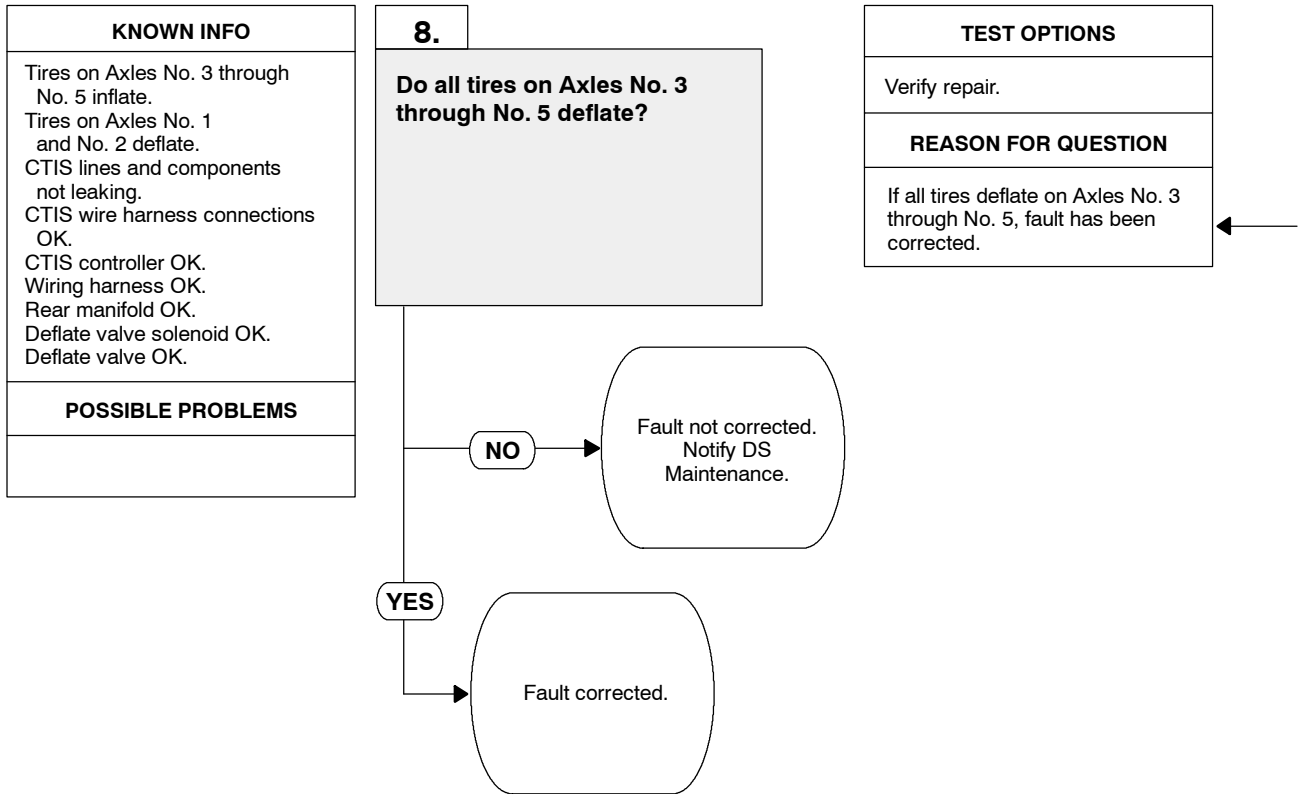 KNOWN INFO
Tires on Axles No. 3 through
No. 5 inflate.
Tires on Axles No. 1
and No. 2 deflate.
CTIS lines and components
not leaking.
CTIS wire harness connections
OK.
CTIS controller OK.
Wiring harness OK.
Rear manifold OK.
Deflate valve solenoid OK.
Deflate valve OK.
POSSIBLE PROBLEMS
8.
Do all tires on Axles No. 3
through No. 5 deflate?
TEST OPTIONS
Verify repair.
REASON FOR QUESTION
If all tires deflate on Axles No. 3
through No. 5, fault has been
corrected.
NO
Fault not corrected.
Notify DS
Maintenance.
YES
Fault corrected.